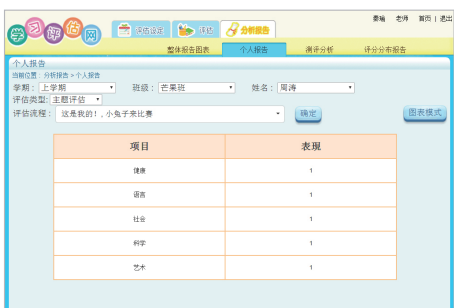 学习评估网 评估设定 评估 分析报告 秦瑜 老师 首页 | 退出
整体报告图表 个人报告 测评分析 评分分布报告
个人报告
当前位置：分析报告 > 个人报告
学期：上学期 班级：芒果班 姓名：周涛
评估类型：主题评估
评估流程：这是我的！，小兔子来比赛 确定 图表模式
项目 表现
健康 1
语言 1
社会 1
科学 1
艺术 1